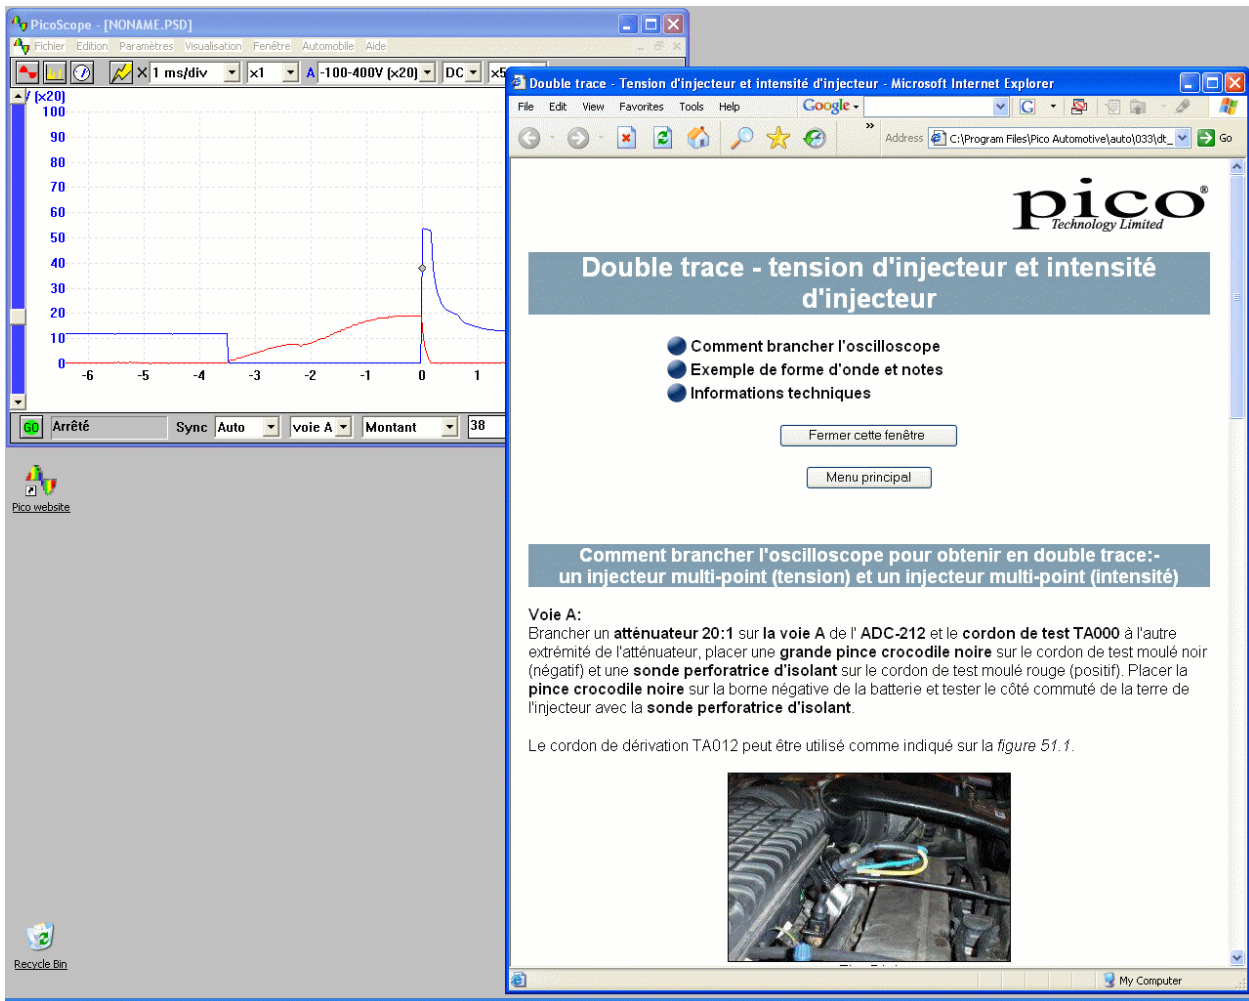 PicoScope - [NONAME.PSD]
Fichier Edition Paramètres Visualisation Fenêtre Automobile Aide
X 1 ms/div x1 A -100-400V (x20) DC x5
V (x20)
100
90
80
70
60
50
40
30
20
10
0
-6 -5 -4 -3 -2 -1 0 1
GO Arrêté Sync Auto voie A Montant 38
Pico website
Recycle Bin
Double trace - Tension d'injecteur et intensité d'injecteur - Microsoft Internet Explorer
File Edit View Favorites Tools Help Google
Address C:\Program Files\Pico Automotive\auto\033\dt_ Go
pico®
Technology Limited
Double trace - tension d'injecteur et intensité
d'injecteur
Comment brancher l'oscilloscope
Exemple de forme d'onde et notes
Informations techniques
Fermer cette fenêtre
Menu principal
Comment brancher l'oscilloscope pour obtenir en double trace:-
un injecteur multi-point (tension) et un injecteur multi-point (intensité)
Voie A:
Brancher un atténuateur 20:1 sur la voie A de l' ADC-212 et le cordon de test TA000 à l'autre
extrémité de l'atténuateur, placer une grande pince crocodile noire sur le cordon de test moulé noir
(négatif) et une sonde perforatrice d'isolant sur le cordon de test moulé rouge (positif). Placer la
pince crocodile noire sur la borne négative de la batterie et tester le côté commuté de la terre de
l'injecteur avec la sonde perforatrice d'isolant.
Le cordon de dérivation TA012 peut être utilisé comme indiqué sur la figure 51.1.
My Computer